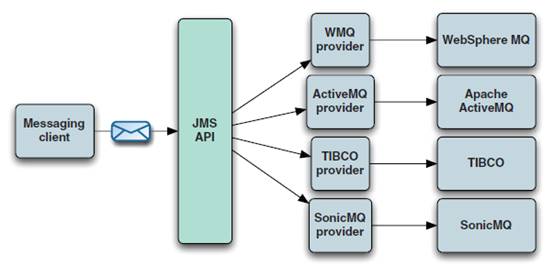 Messaging
client
JMS
API
WMQ
provider
WebSphere MQ
ActiveMQ
provider
Apache
ActiveMQ
TIBCO
provider
TIBCO
SonicMQ
provider
SonicMQ